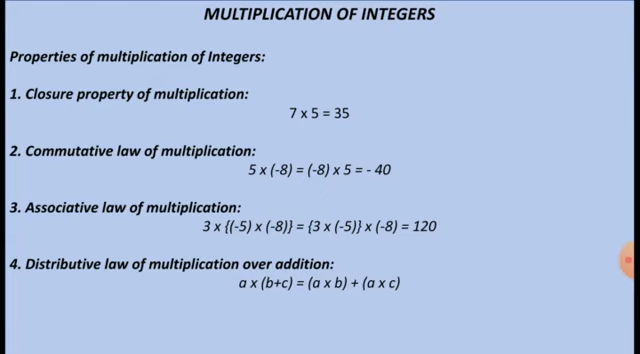 MULTIPLICATION OF INTEGERS
Properties of multiplication of Integers:
1. Closure property of multiplication:
7 x 5 = 35
2. Commutative law of multiplication:
5 x (-8) = (-8) x 5 = - 40
3. Associative law of multiplication:
3 x {(-5) x (-8)} = {3 x (-5)} x (-8) = 120
4. Distributive law of multiplication over addition:
a x (b+c) = (a x b) + (a x c)